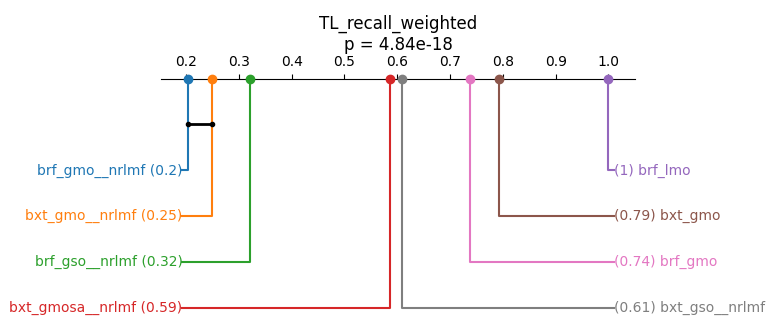 TL_recall_weighted
p = 4.84e-18
0.2 0.3 0.4 0.5 0.6 0.7 0.8 0.9 1.0
brf_gmo__nrlmf (0.2) (1) brf_lmo
bxt_gmo__nrlmf (0.25) (0.79) bxt_gmo
brf_gso__nrlmf (0.32) (0.74) brf_gmo
bxt_gmosa__nrlmf (0.59) (0.61) bxt_gso__nrlmf